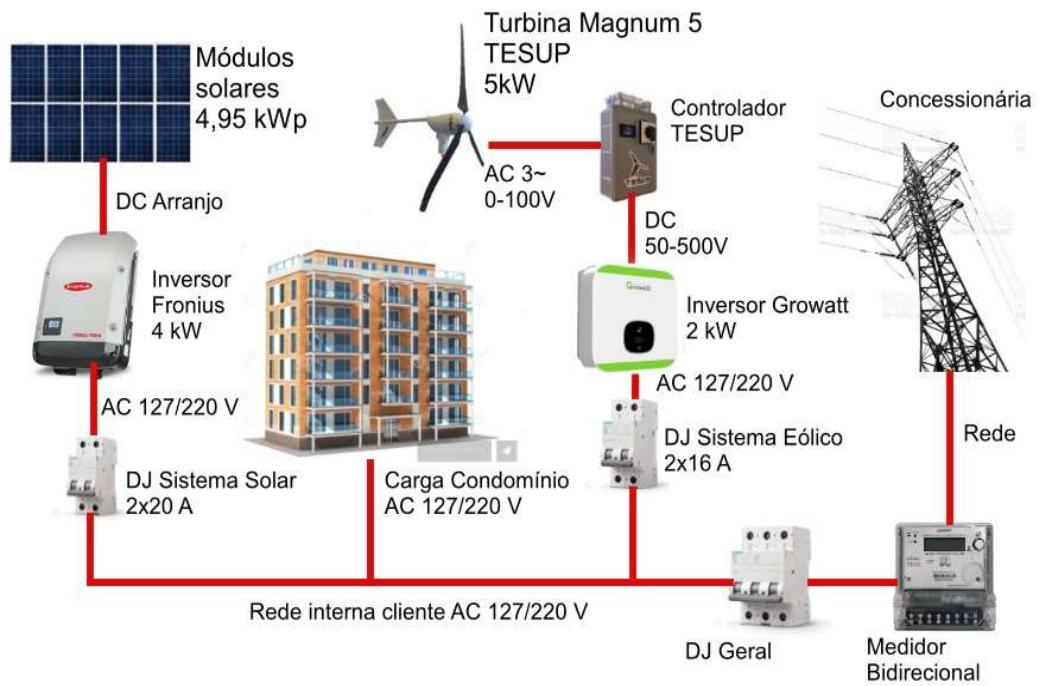 Módulos
solares
4,95 kWp
Turbina Magnum 5
TESUP
5kW
Controlador
TESUP
Concessionária
AC 3~
0-100V
DC Arranjo
DC
50-500V
Inversor
Fronius
4 kW
Growatt
Inversor Growatt
2 kW
AC 127/220 V
AC 127/220 V
DJ Sistema Solar
2x20 A
Carga Condomínio
AC 127/220 V
DJ Sistema Eólico
2x16 A
Rede
Rede interna cliente AC 127/220 V
DJ Geral
Medidor
Bidirecional